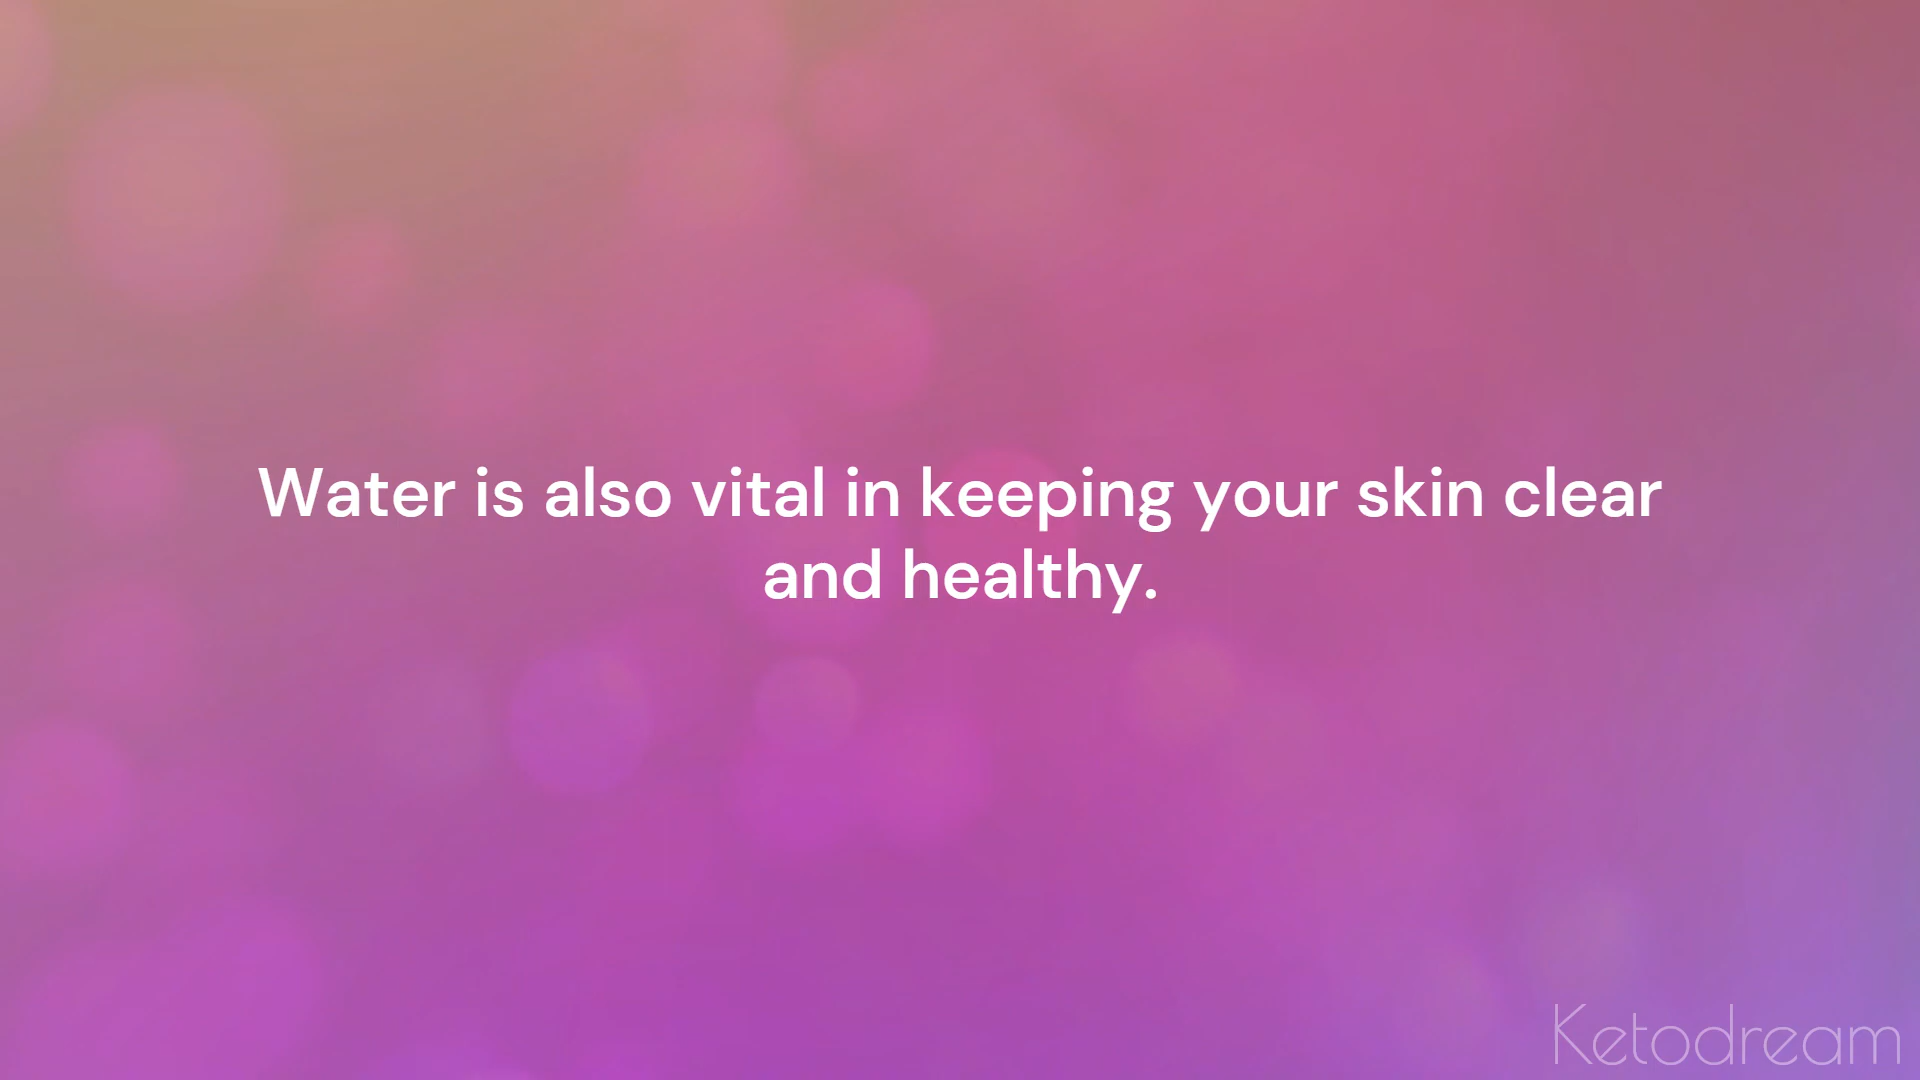 Water is also vital in keeping your skin clear
and healthy.
Ketodream